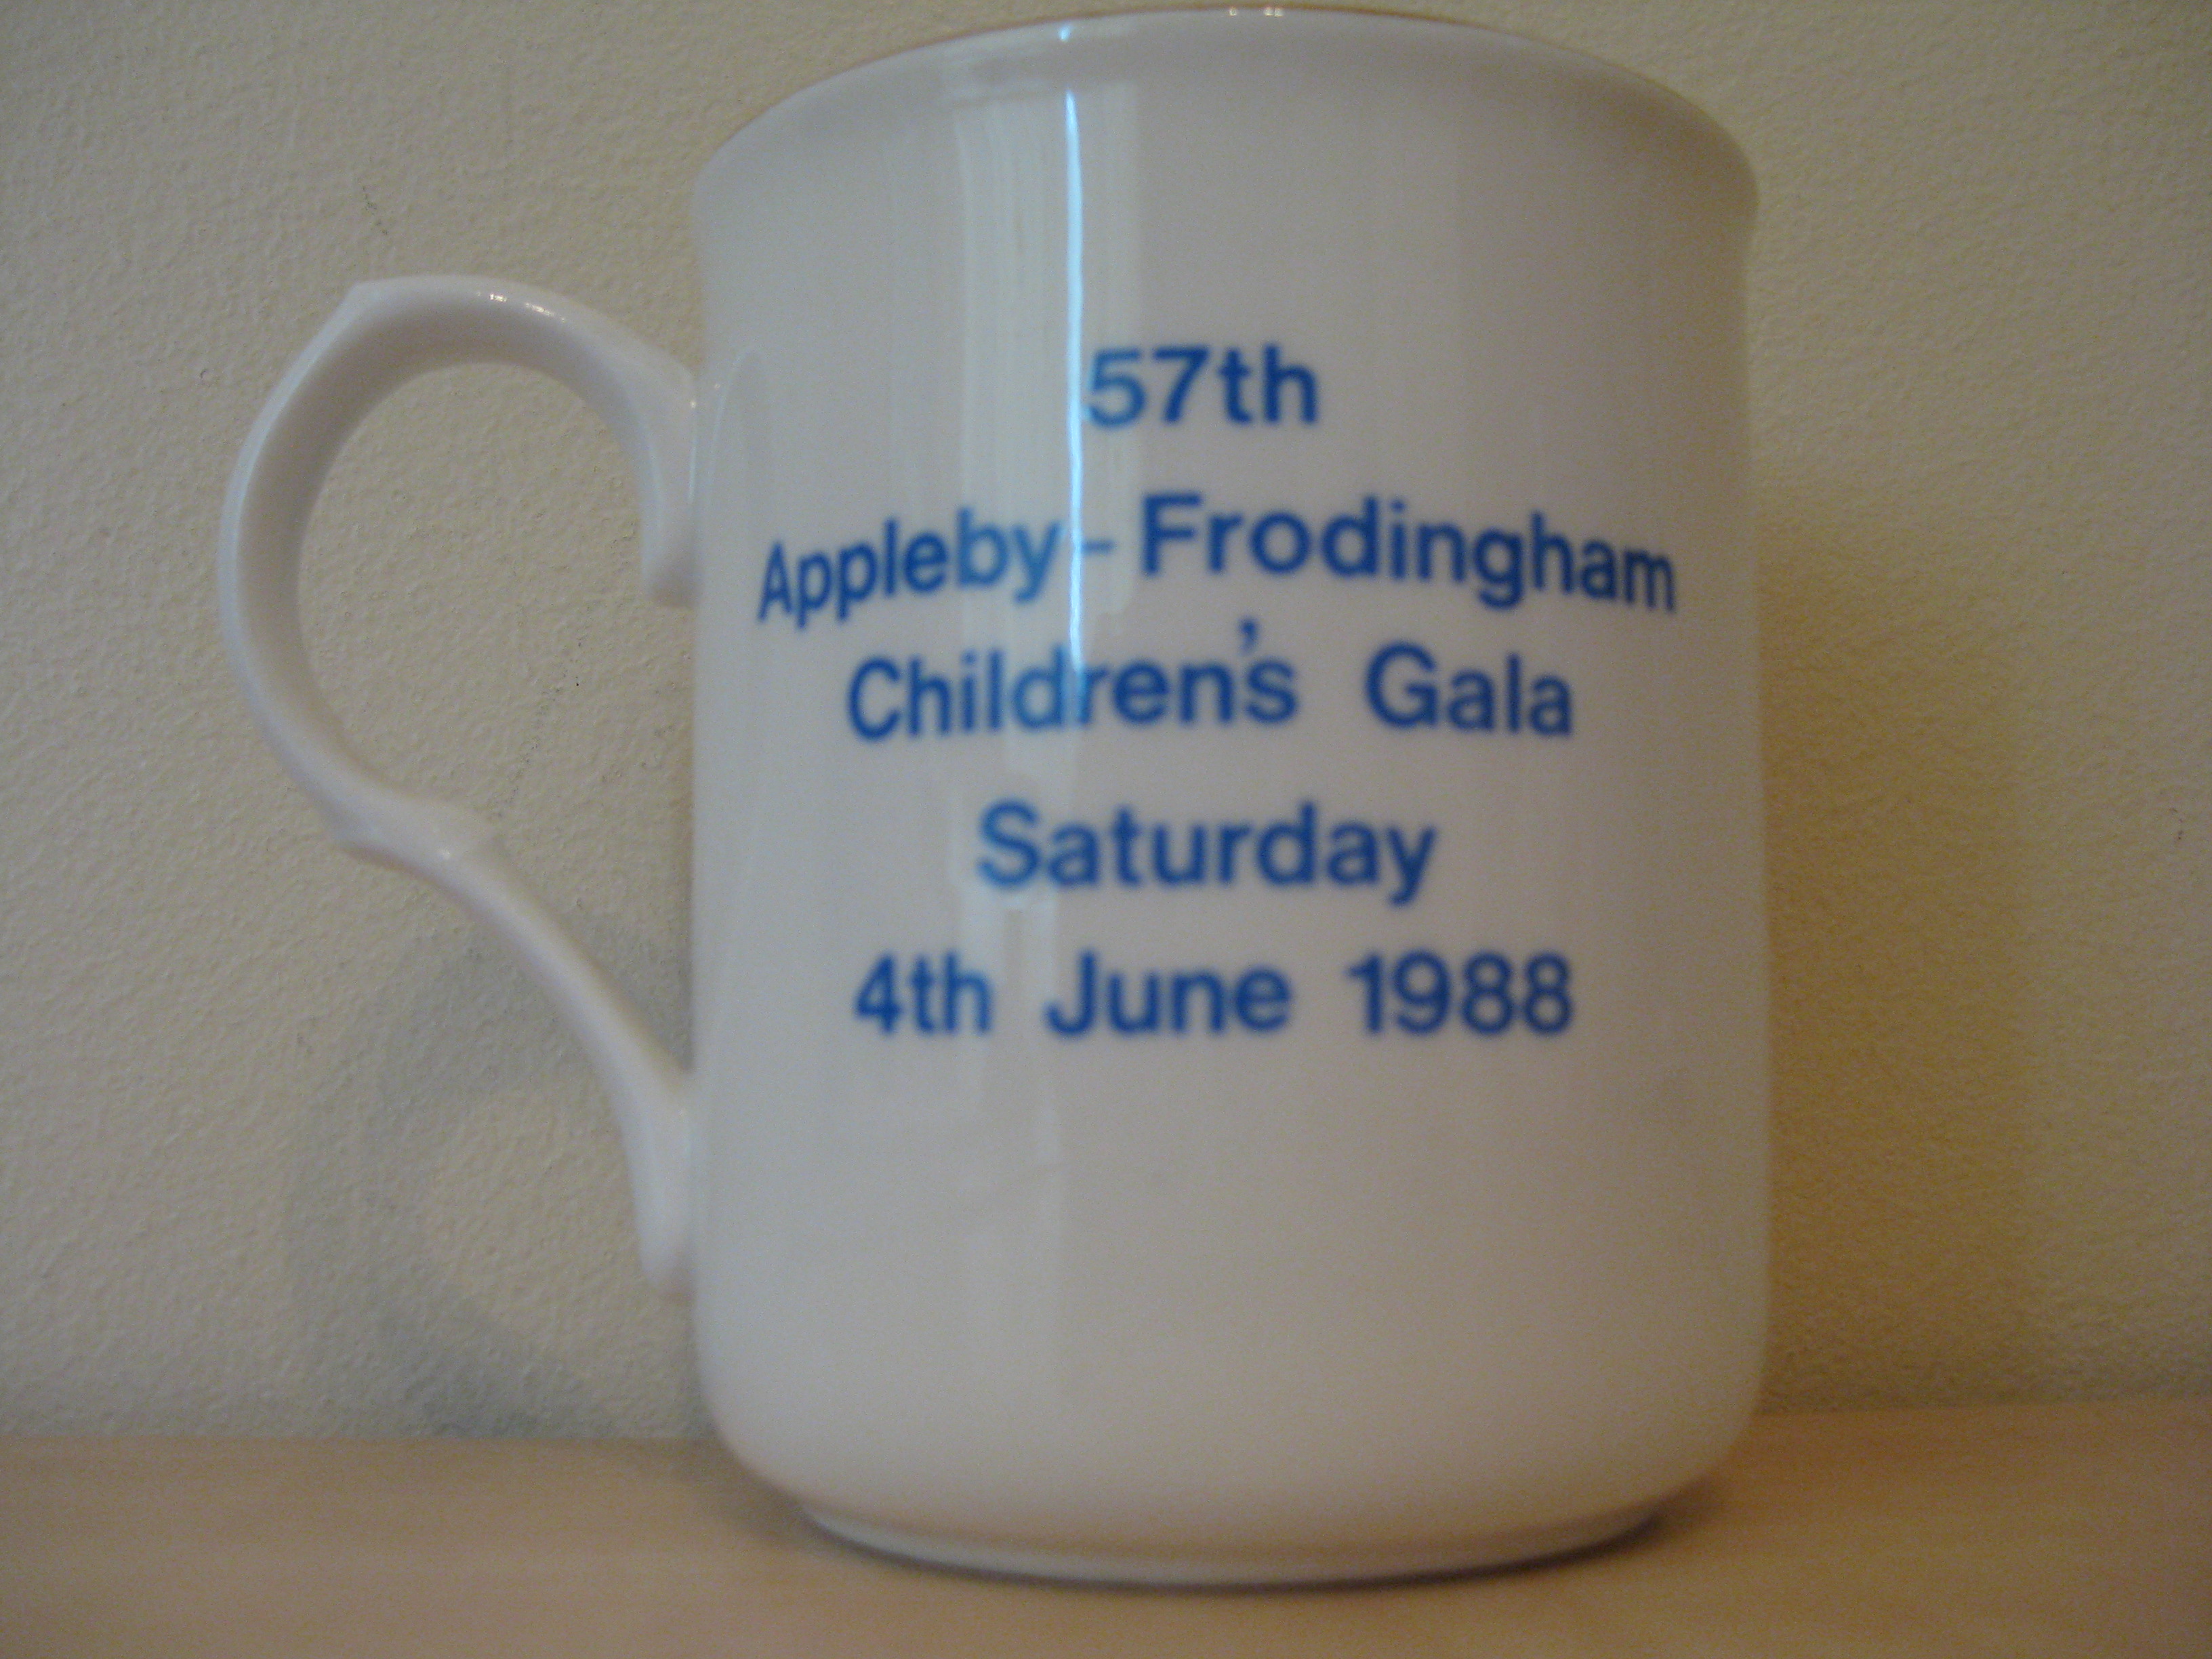 57th
Appleby-Frodingham
Children's Gala
Saturday
4th June 1988